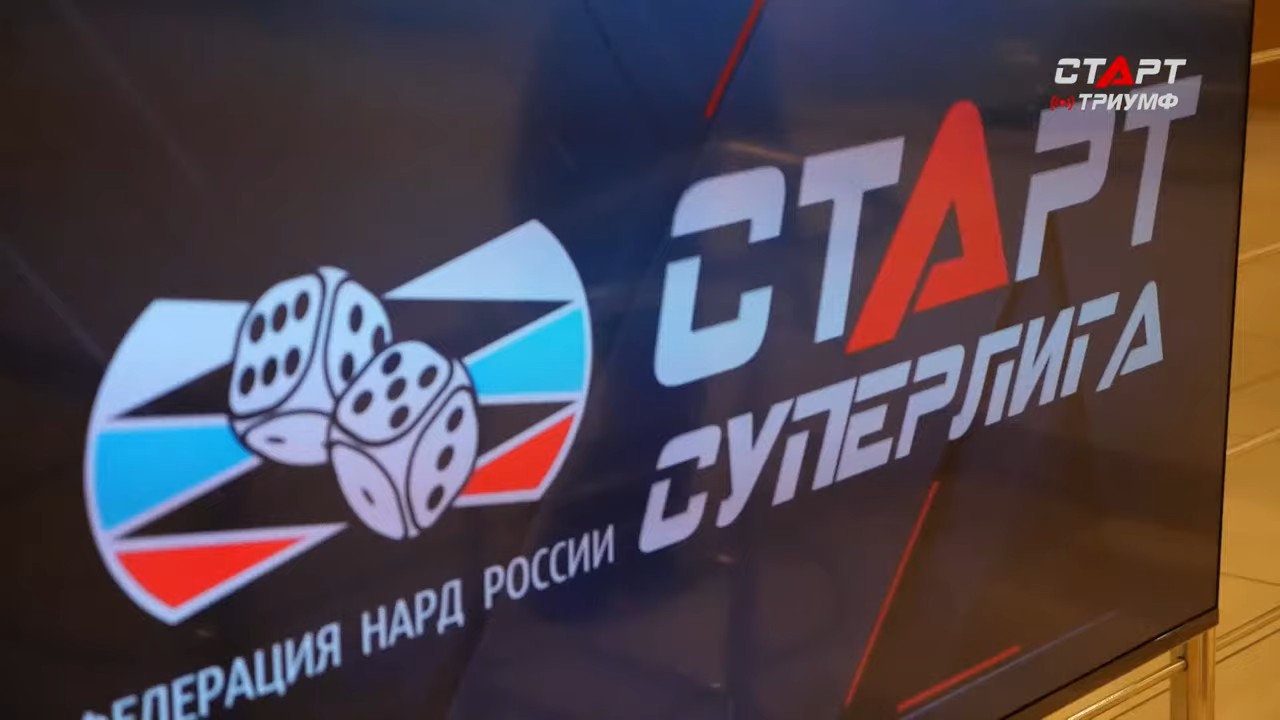 СТАРТ
ТРИУМФ
СТАРТ
СУПЕРЛИГА
ФЕДЕРАЦИЯ НАРД РОССИИ